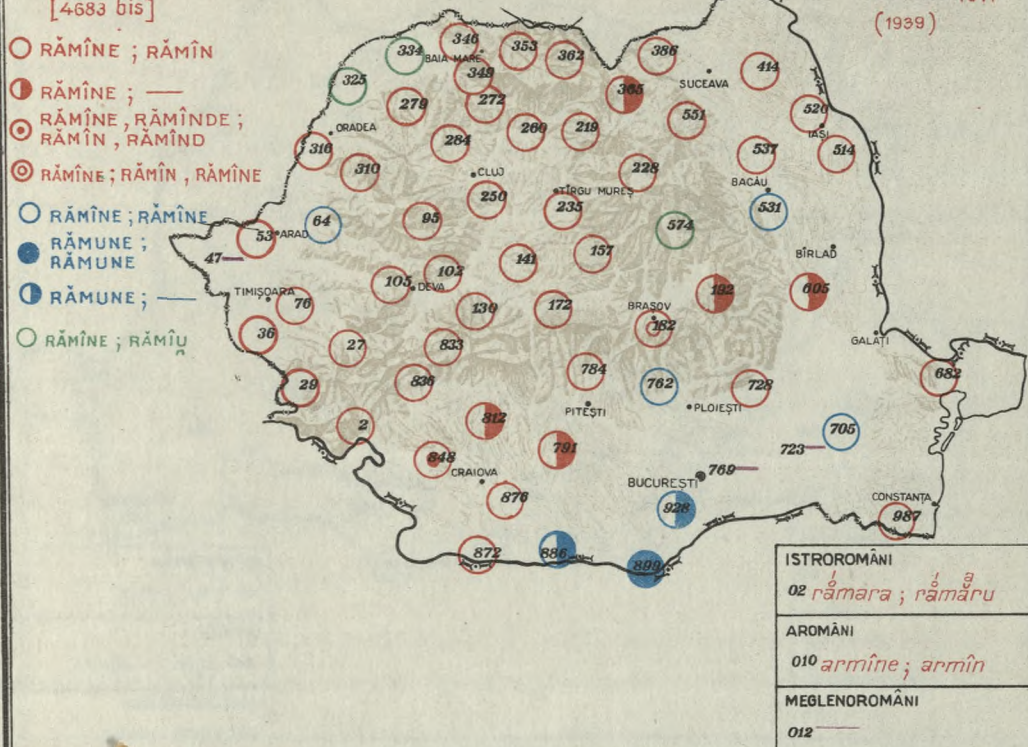 [4683 bis]
(1939)
RĂMÎNE ; RĂMÎN
RĂMÎNE ; —
RĂMÎNE , RĂMÎNDE ;
RĂMÎN , RĂMÎND
RĂMÎNE ; RĂMÎN , RĂMÎNE
RĂMÎNE ; RĂMÎNE
RĂMUNE ;
RĂMUNE
RĂMUNE ; —
RĂMÎNE ; RĂMÎU̯
346
353
362
386
334
BAIA MARE
349
SUCEAVA
414
325
365
279
272
551
526
ORADEA
284
260
219
IAȘI
316
537
514
310
CLUJ
228
BACĂU
250
TÎRGU MUREȘ
64
95
235
574
531
53 ARAD
47 —
141
157
BÎRLAD
102
105
DEVA
TIMIȘOARA
76
130
172
192
605
BRAȘOV
182
36
27
833
GALAȚI
784
682
29
836
762
728
PITEȘTI
PLOIEȘTI
2
812
705
791
723 —
848
CRAIOVA
769 —
BUCUREȘTI
876
928
CONSTANȚA
987
872
886
899
ISTROROMÂNI
02 råmara ; råmåru
a
AROMÂNI
010 armîne ; armîn
MEGLENOROMÂNI
012 —